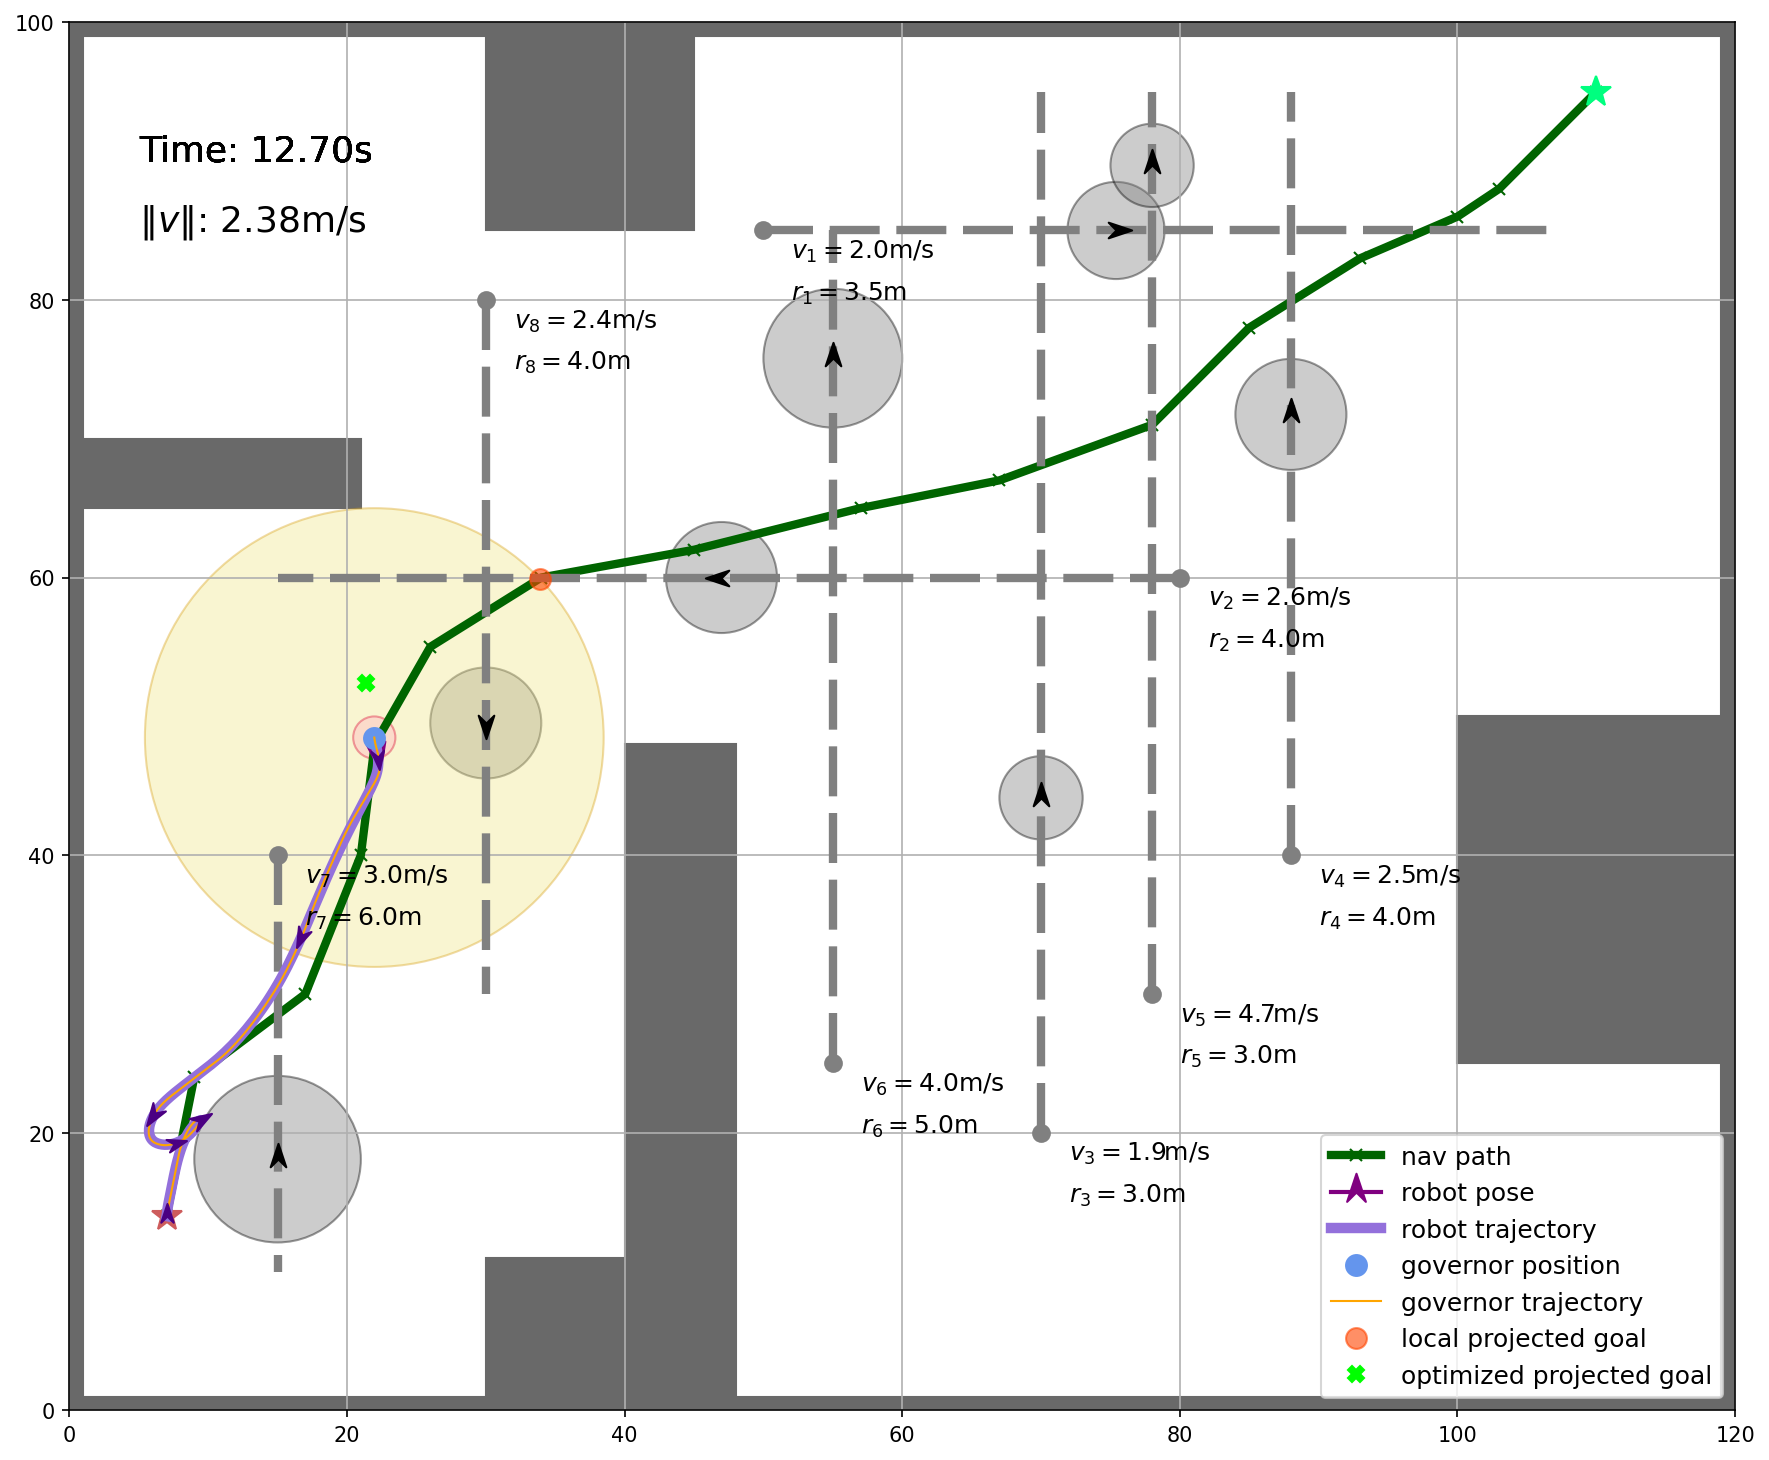 100
80
60
40
20
0
0
20
40
60
80
100
120
Time: 12.70s
‖v‖: 2.38m/s
v₁ = 2.0m/s
r₁ = 3.5m
v₈ = 2.4m/s
r₈ = 4.0m
v₂ = 2.6m/s
r₂ = 4.0m
v₇ = 3.0m/s
r₇ = 6.0m
v₄ = 2.5m/s
r₄ = 4.0m
v₅ = 4.7m/s
r₅ = 3.0m
v₆ = 4.0m/s
r₆ = 5.0m
v₃ = 1.9m/s
r₃ = 3.0m
nav path
robot pose
robot trajectory
governor position
governor trajectory
local projected goal
optimized projected goal